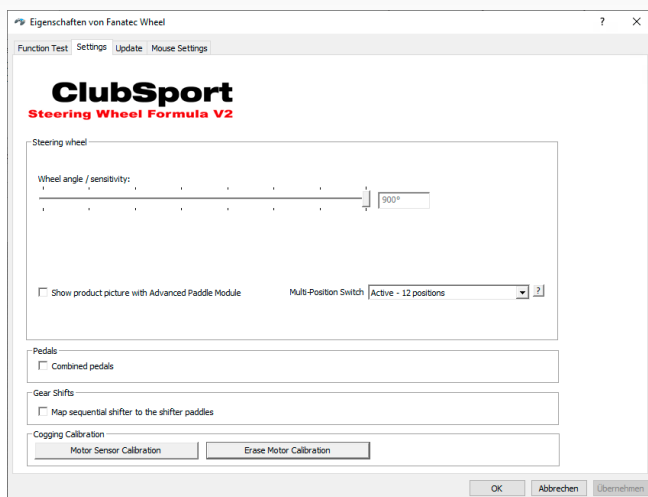 Eigenschaften von Fanatec Wheel
?
Function Test Settings Update Mouse Settings
ClubSport
Steering Wheel Formula V2
Steering wheel
Wheel angle / sensitivity:
900°
Show product picture with Advanced Paddle Module Multi-Position Switch Active - 12 positions ?
Pedals
Combined pedals
Gear Shifts
Map sequential shifter to the shifter paddles
Cogging Calibration
Motor Sensor Calibration Erase Motor Calibration
OK Abbrechen Übernehmen